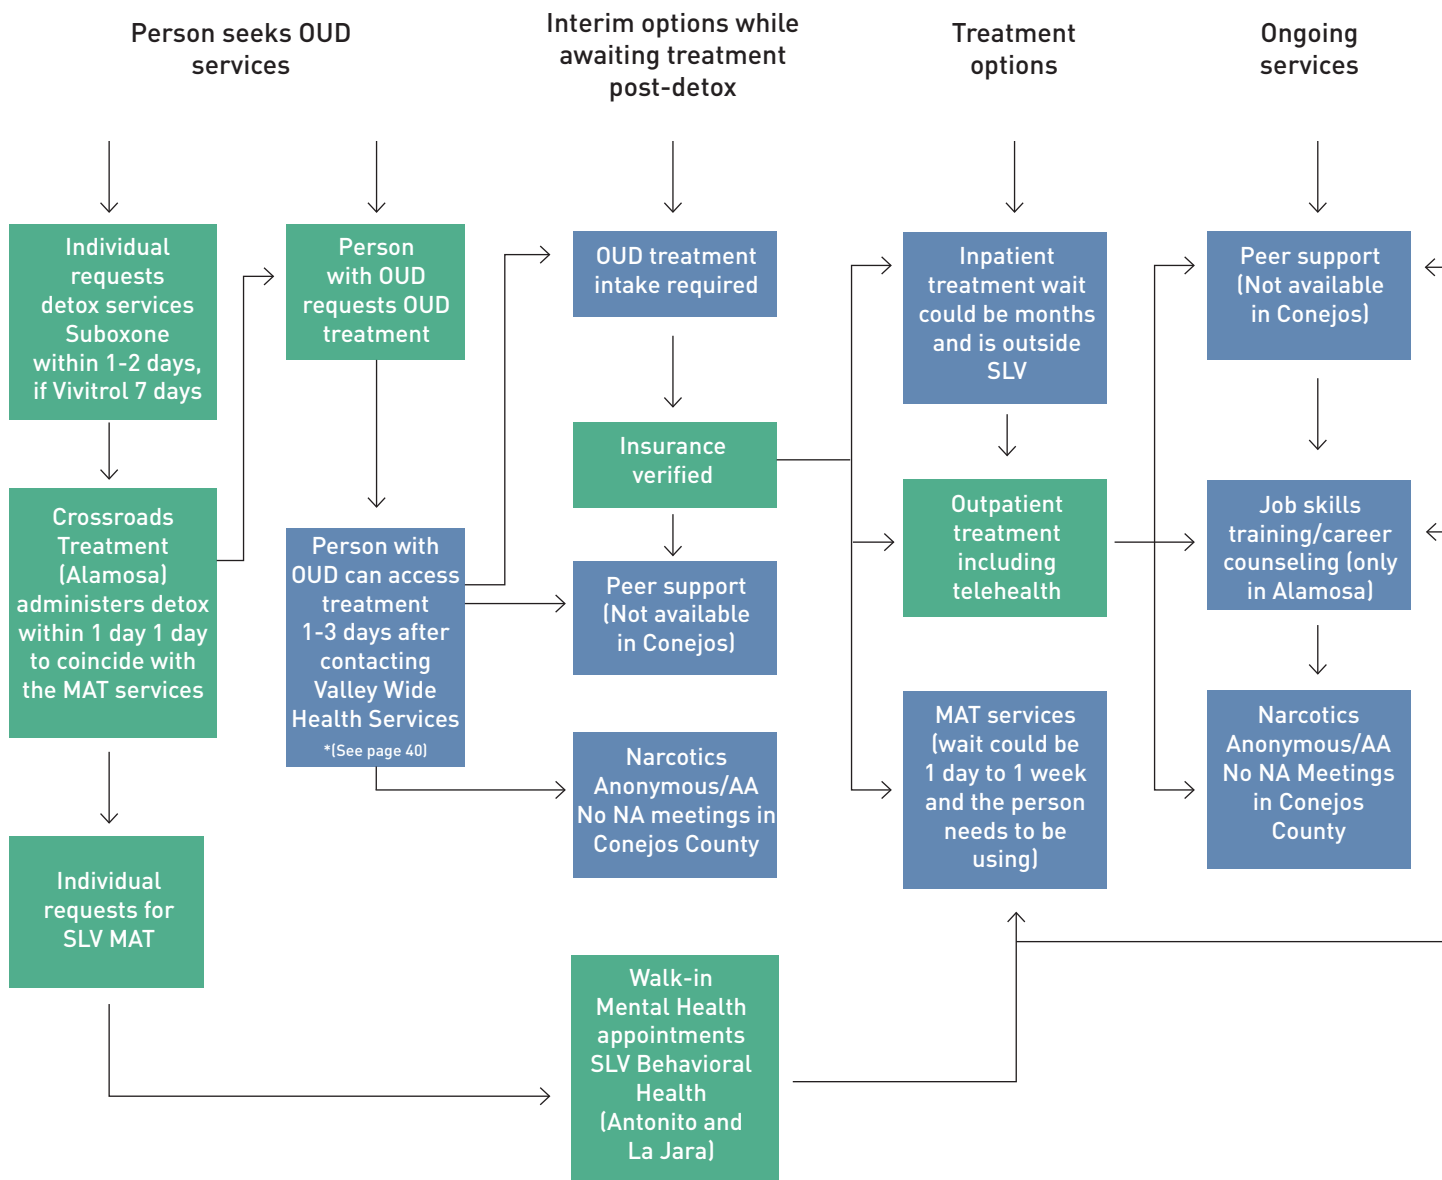 Person seeks OUD
services
Interim options while
awaiting treatment
post-detox
Treatment
options
Ongoing
services
Individual
requests
detox services
Suboxone
within 1-2 days,
if Vivitrol 7 days
Crossroads
Treatment
(Alamosa)
administers detox
within 1 day 1 day
to coincide with
the MAT services
Individual
requests for
SLV MAT
Person
with OUD
requests OUD
treatment
Person with
OUD can access
treatment
1-3 days after
contacting
Valley Wide
Health Services
*(See page 40)
OUD treatment
intake required
Insurance
verified
Peer support
(Not available
in Conejos)
Narcotics
Anonymous/AA
No NA meetings in
Conejos County
Walk-in
Mental Health
appointments
SLV Behavioral
Health
(Antonito and
La Jara)
Inpatient
treatment wait
could be months
and is outside
SLV
Outpatient
treatment
including
telehealth
MAT services
(wait could be
1 day to 1 week
and the person
needs to be
using)
Peer support
(Not available
in Conejos)
Job skills
training/career
counseling (only
in Alamosa)
Narcotics
Anonymous/AA
No NA Meetings
in Conejos
County